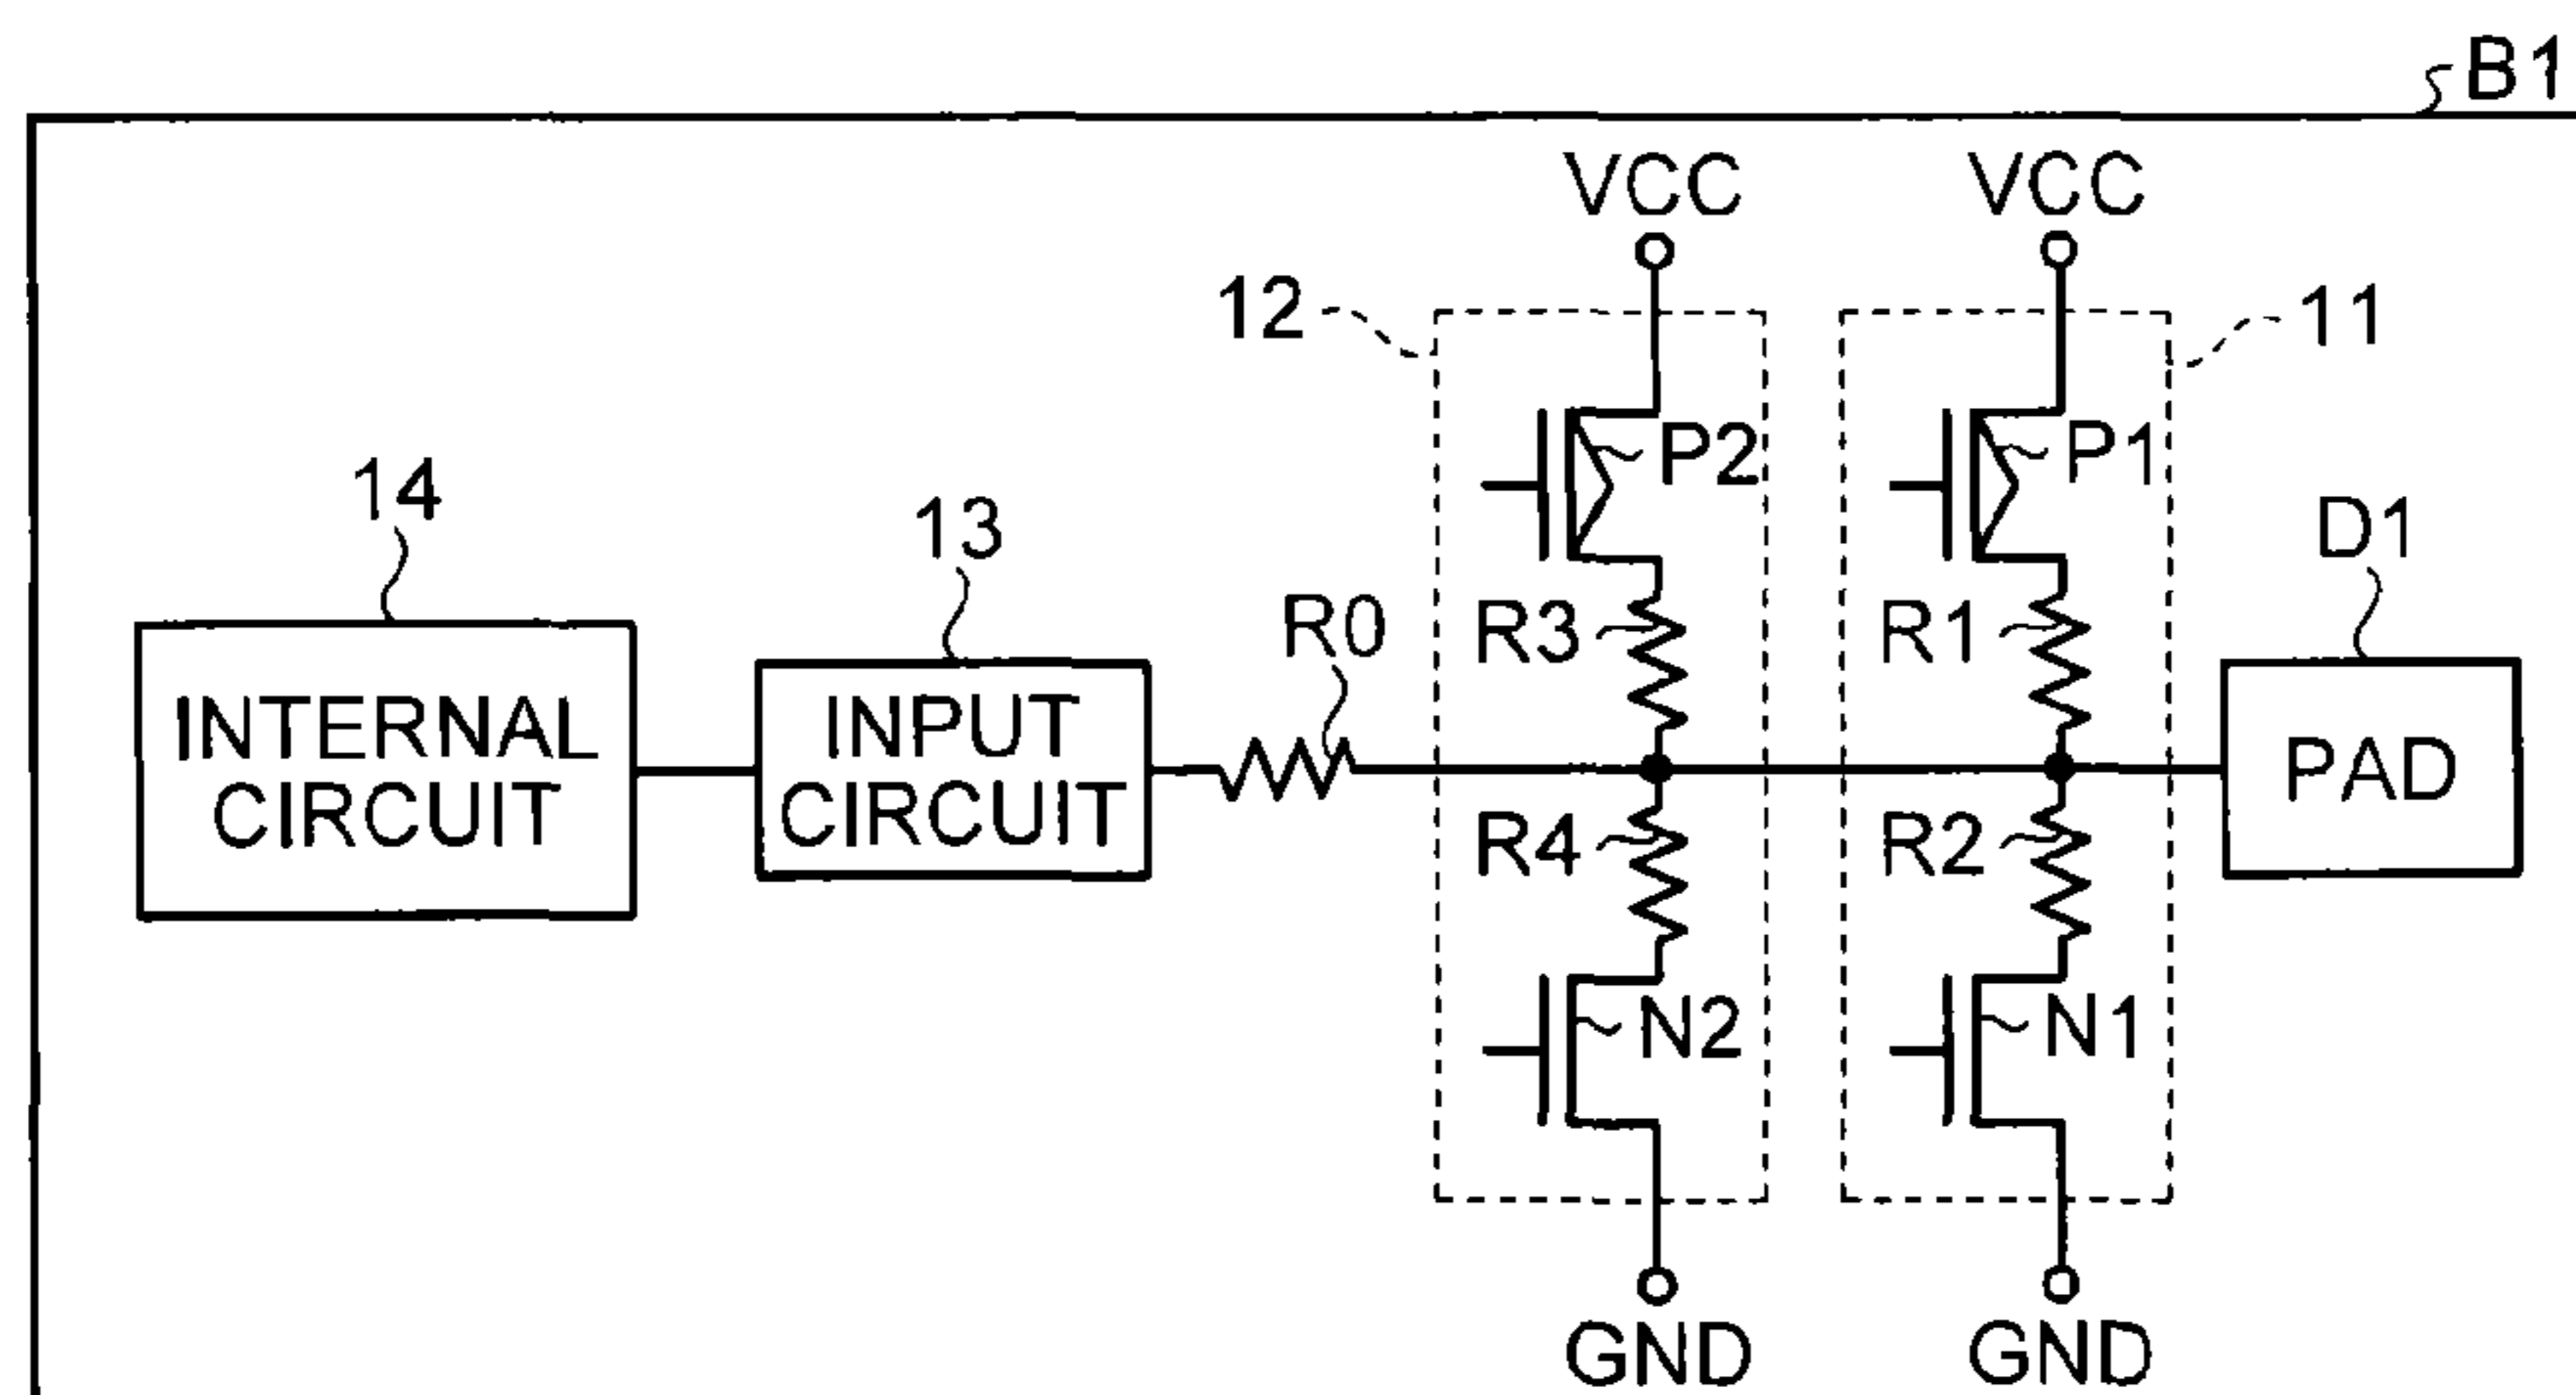 B1
VCC VCC
12 11
P2 P1
14 13 R0 R3 R1 D1
INTERNAL CIRCUIT
INPUT CIRCUIT
PAD
R4 R2
N2 N1
GND GND